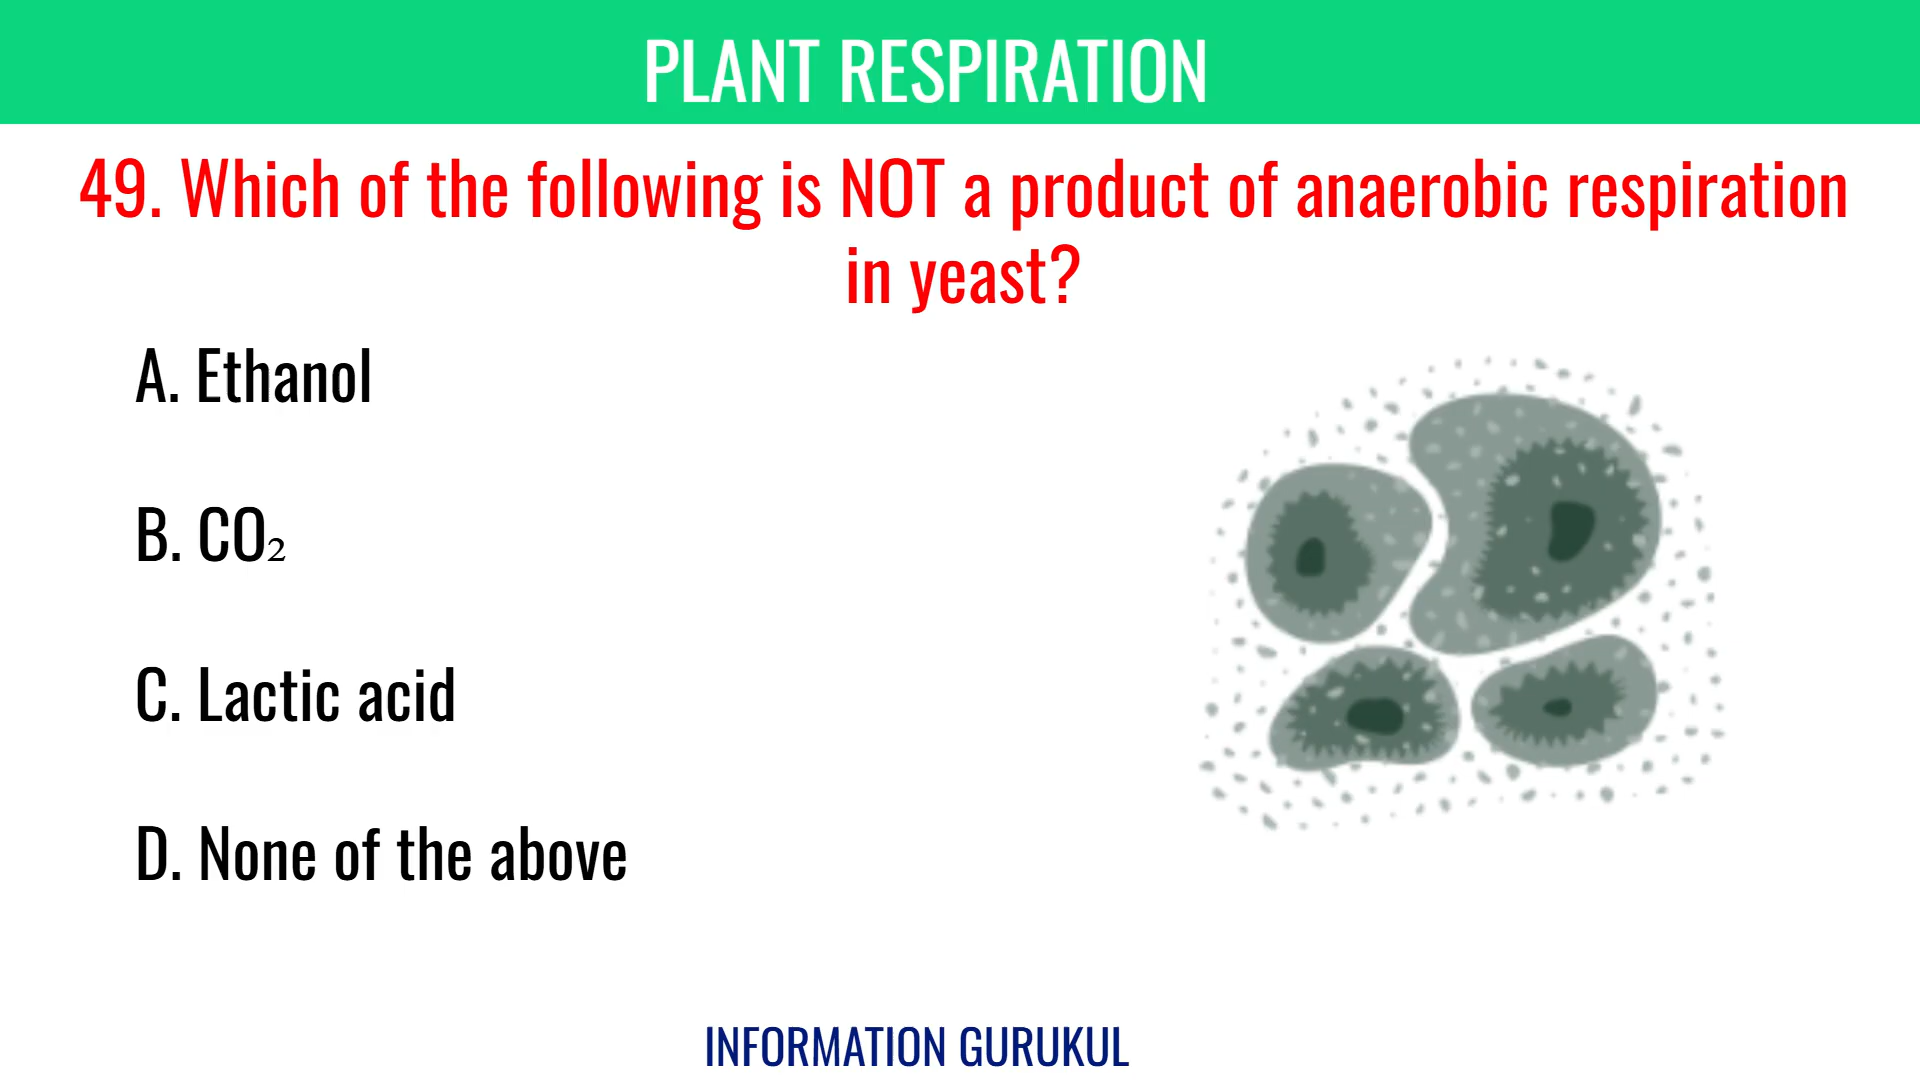 PLANT RESPIRATION
49. Which of the following is NOT a product of anaerobic respiration
in yeast?
A. Ethanol
B. CO₂
C. Lactic acid
D. None of the above
INFORMATION GURUKUL